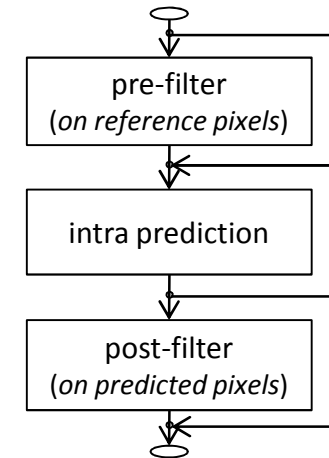 pre-filter
(on reference pixels)
intra prediction
post-filter
(on predicted pixels)